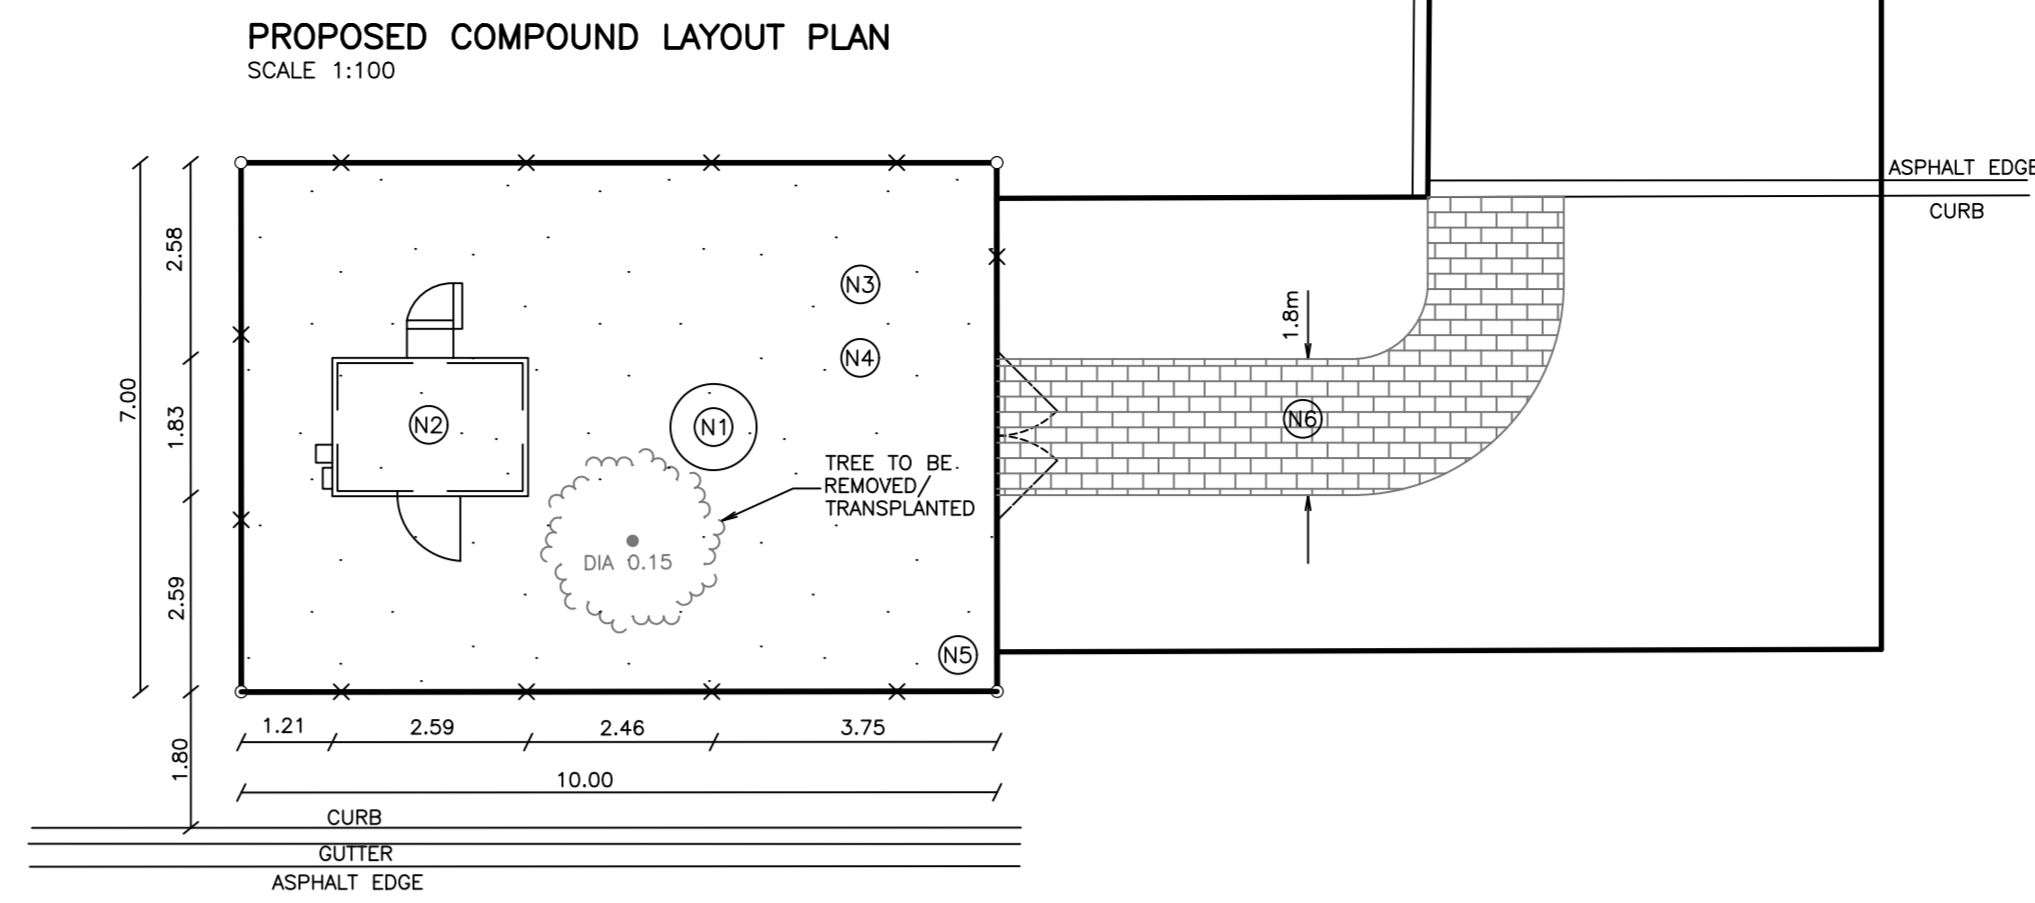 PROPOSED COMPOUND LAYOUT PLAN
SCALE 1:100
ASPHALT EDGE
CURB
2.58
7.00
1.83
2.59
1.80
N3
N4
N2
N1
N6
1.8m
TREE TO BE
REMOVED/
TRANSPLANTED
DIA 0.15
N5
1.21
2.59
2.46
3.75
10.00
CURB
GUTTER
ASPHALT EDGE